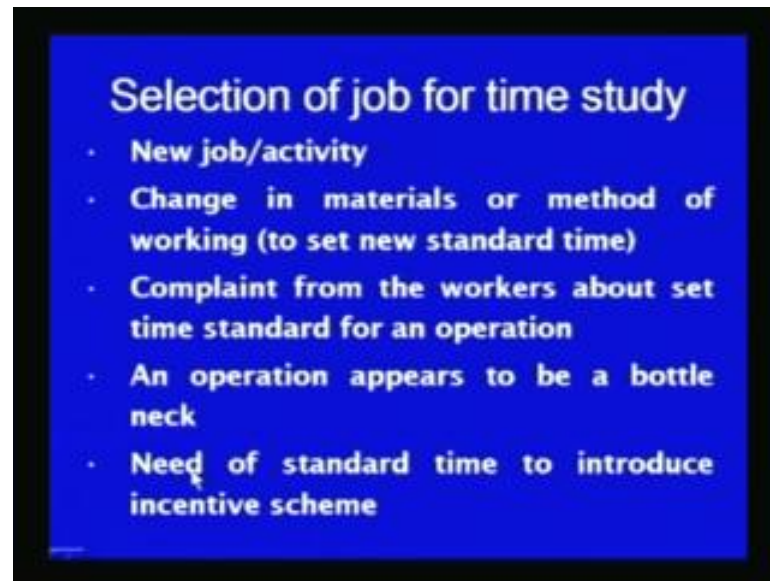 Selection of job for time study
· New job/activity
· Change in materials or method of
working (to set new standard time)
· Complaint from the workers about set
time standard for an operation
· An operation appears to be a bottle
neck
· Need of standard time to introduce
incentive scheme